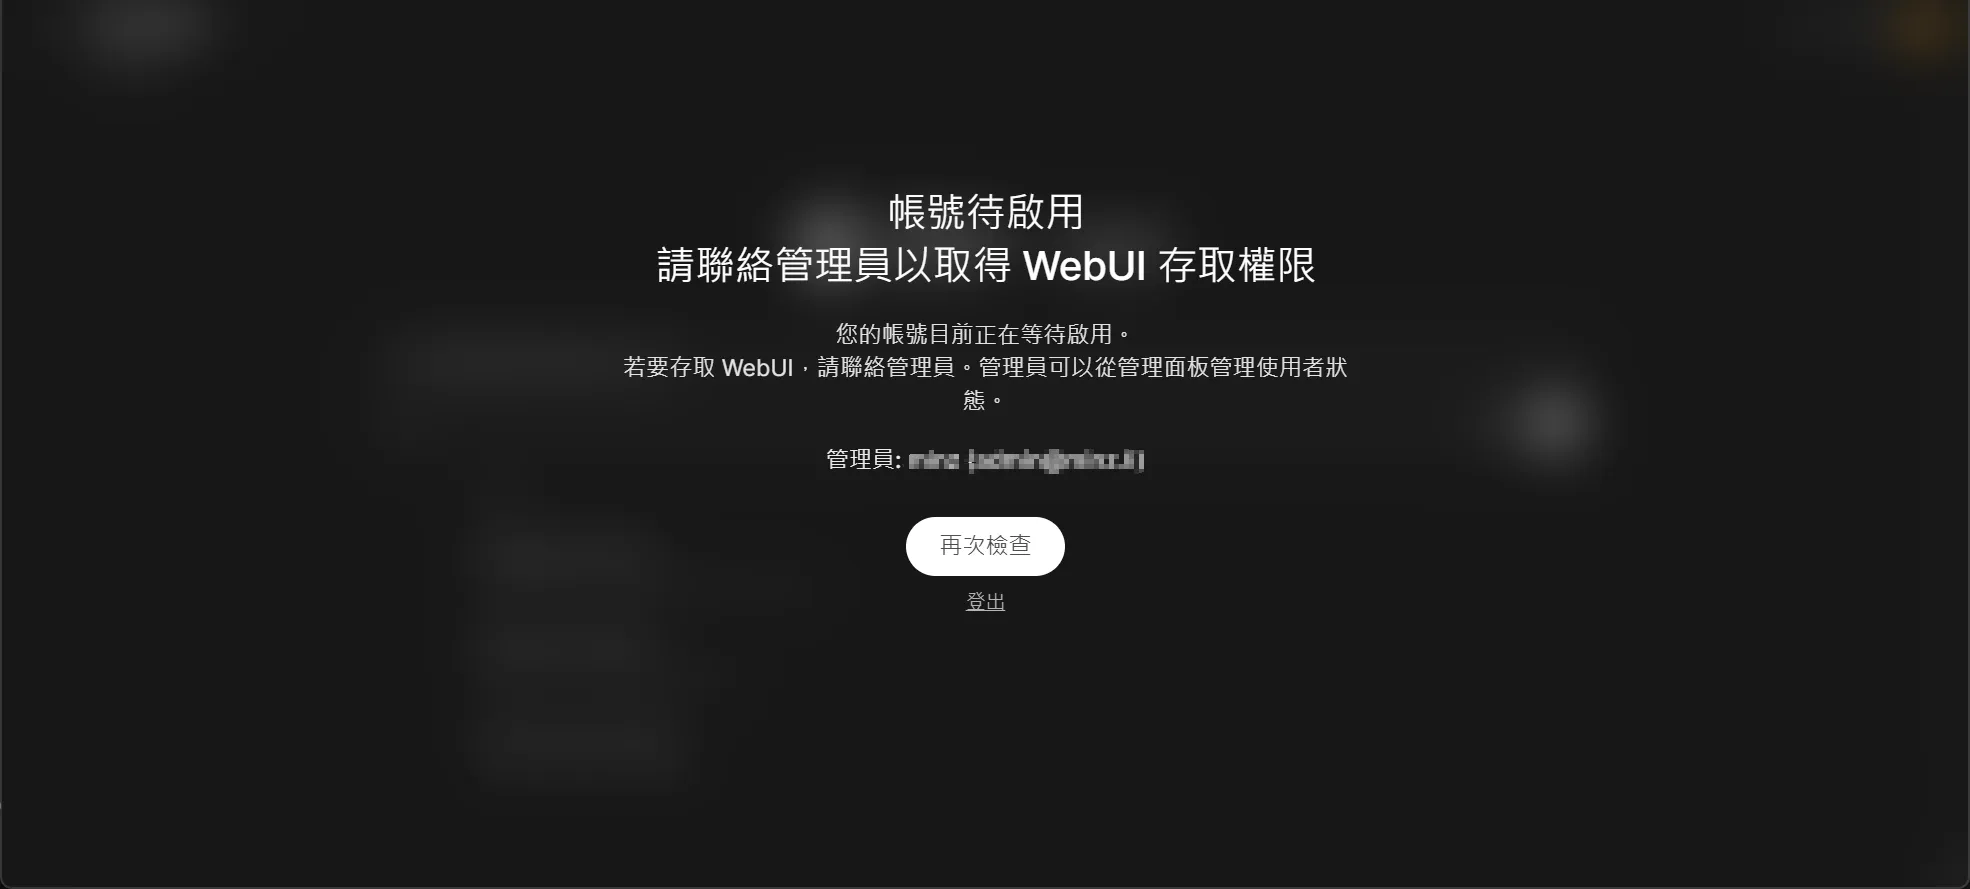 帳號待啟用
請聯絡管理員以取得 WebUI 存取權限
您的帳號目前正在等待啟用。
若要存取 WebUI，請聯絡管理員。管理員可以從管理面板管理使用者狀
態。
管理員:
再次檢查
登出